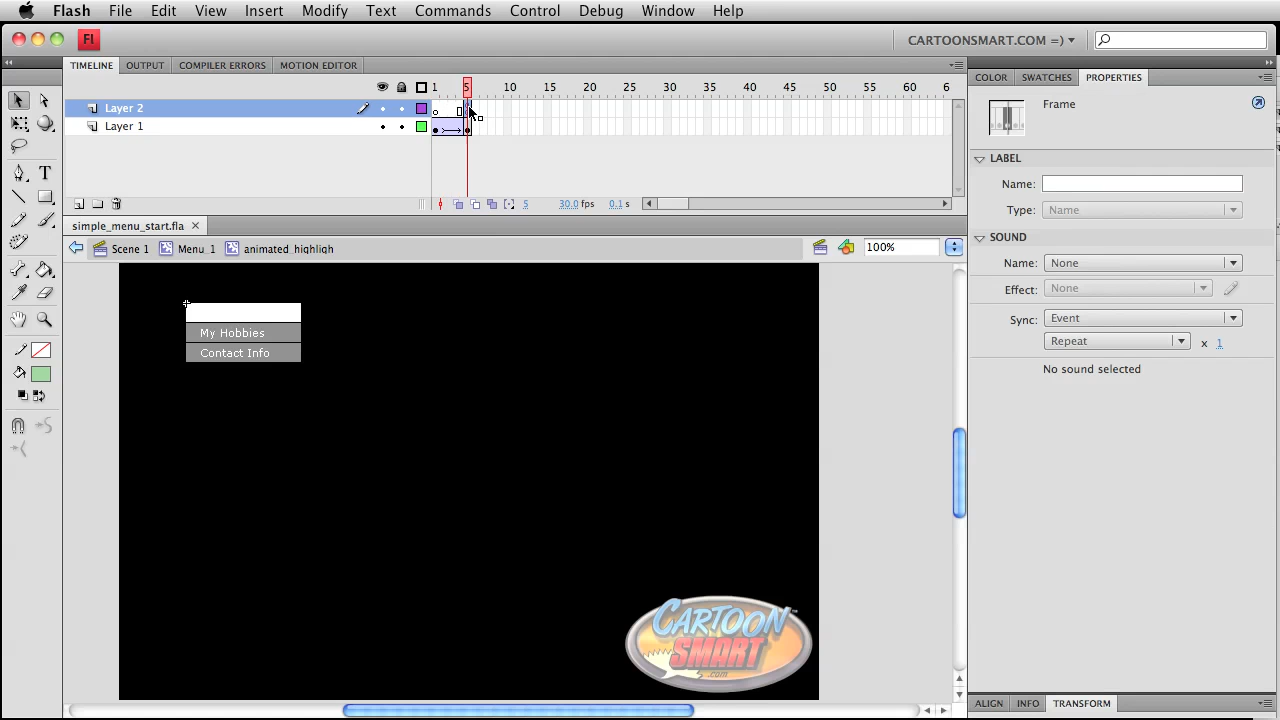 Flash File Edit View Insert Modify Text Commands Control Debug Window Help
Fl CARTOONSMART.COM =)
TIMELINE OUTPUT COMPILER ERRORS MOTION EDITOR
COLOR SWATCHES PROPERTIES
1 5 10 15 20 25 30 35 40 45 50 55 60 6
Layer 2
Layer 1
Frame
LABEL
Name:
Type: Name
5 30.0 fps 0.1 s
simple_menu_start.fla
Scene 1 Menu_1 animated_highligh
100%
SOUND
Name: None
Effect: None
Sync: Event
Repeat x 1
No sound selected
My Hobbies
Contact Info
CARTOON
SMART
.com
ALIGN INFO TRANSFORM